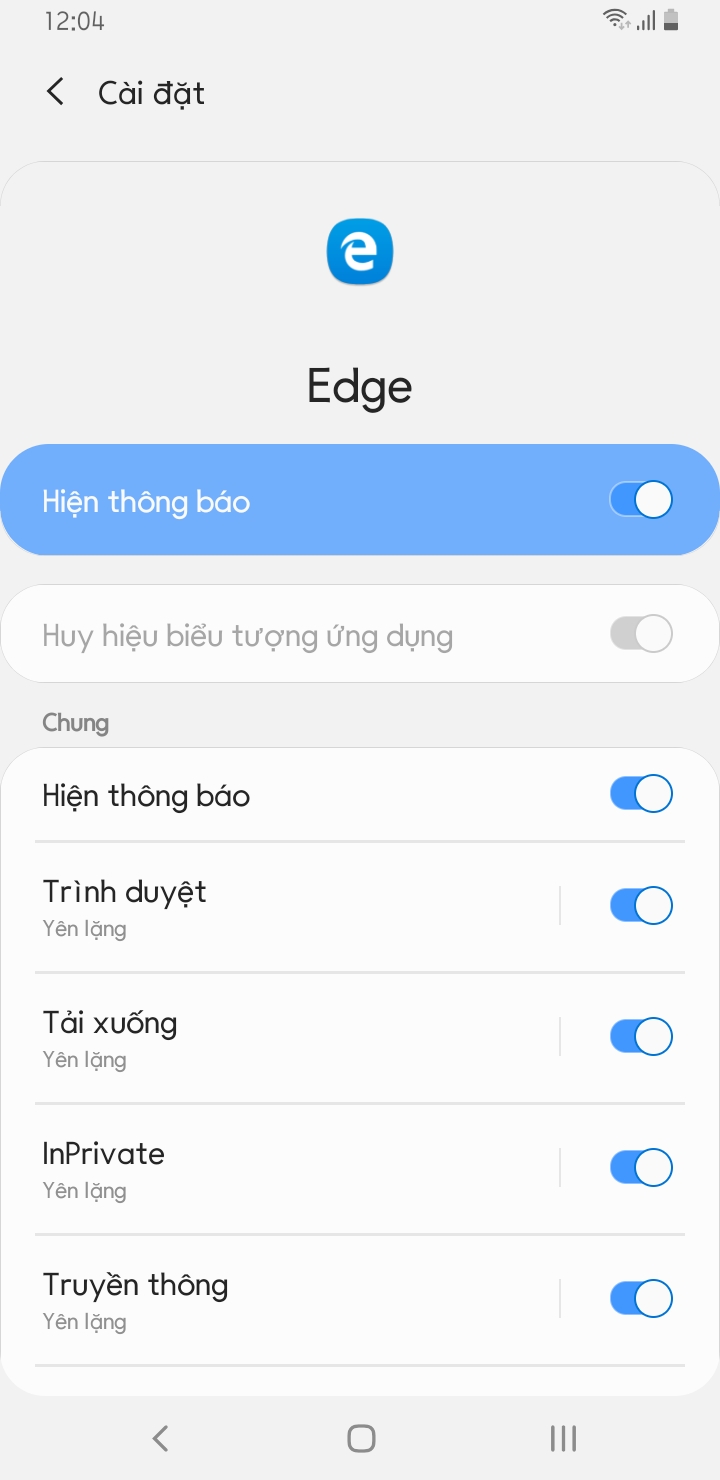 12:04
Cài đặt
Edge
Hiện thông báo
Huy hiệu biểu tượng ứng dụng
Chung
Hiện thông báo
Trình duyệt
Yên lặng
Tải xuống
Yên lặng
InPrivate
Yên lặng
Truyền thông
Yên lặng